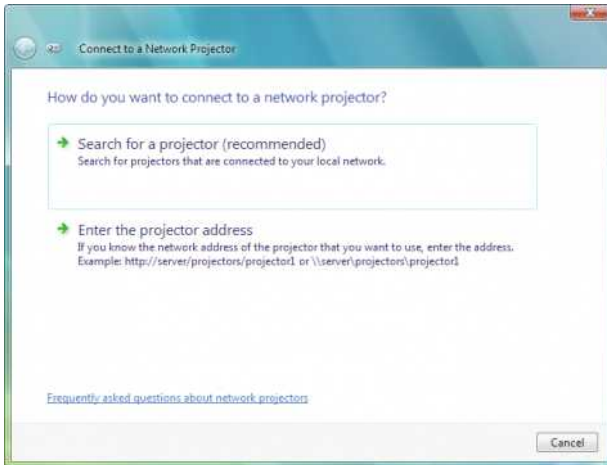 Connect to a Network Projector
How do you want to connect to a network projector?
Search for a projector (recommended)
Search for projectors that are connected to your local network.
Enter the projector address
If you know the network address of the projector that you want to use, enter the address.
Example: http://server/projectors/projector1 or \\server\projectors\projector1
Frequently asked questions about network projectors
Cancel